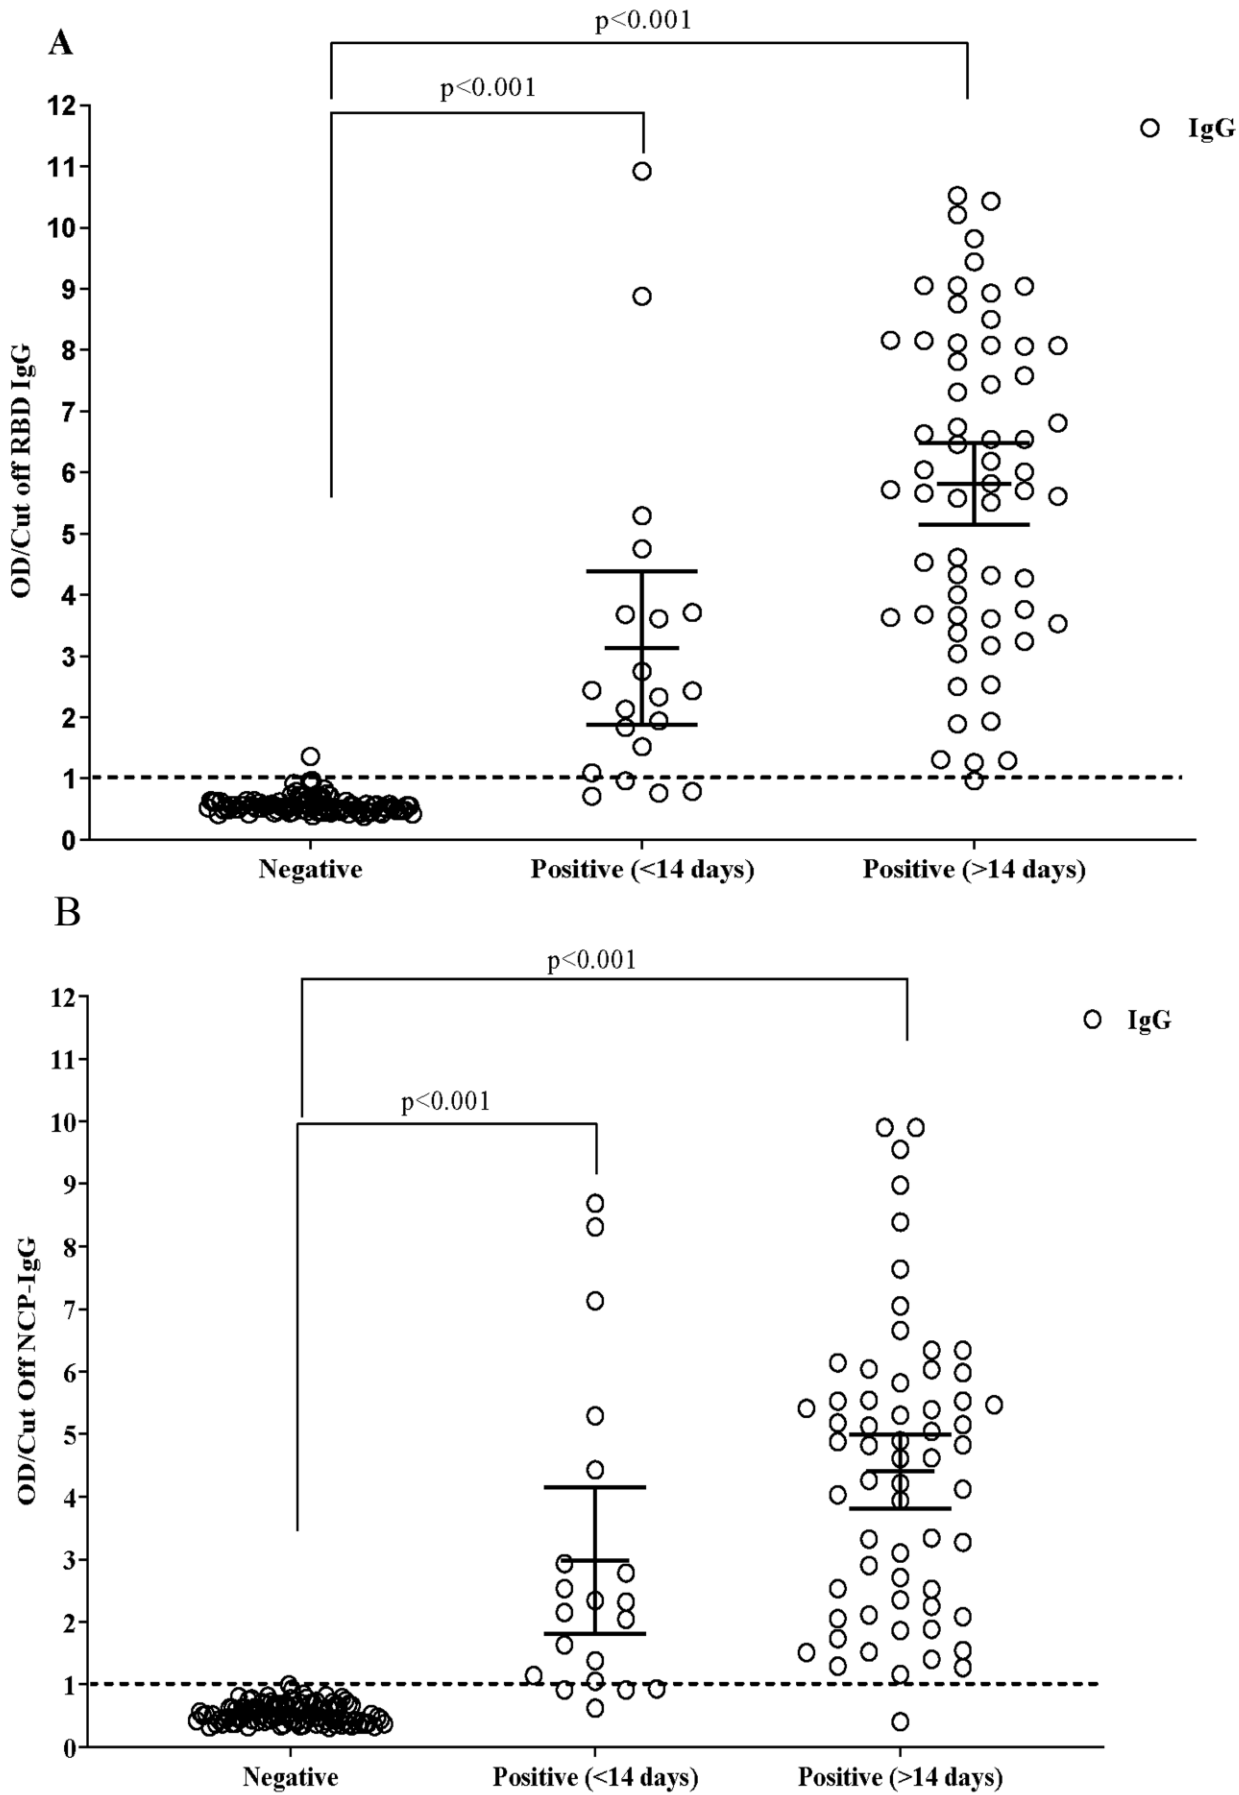 A
p<0.001
p<0.001
IgG
OD/Cut off RBD IgG
12
11
10
9
8
7
6
5
4
3
2
1
0
Negative
Positive (<14 days)
Positive (>14 days)
B
p<0.001
p<0.001
IgG
OD/Cut Off NCP-IgG
12
11
10
9
8
7
6
5
4
3
2
1
0
Negative
Positive (<14 days)
Positive (>14 days)